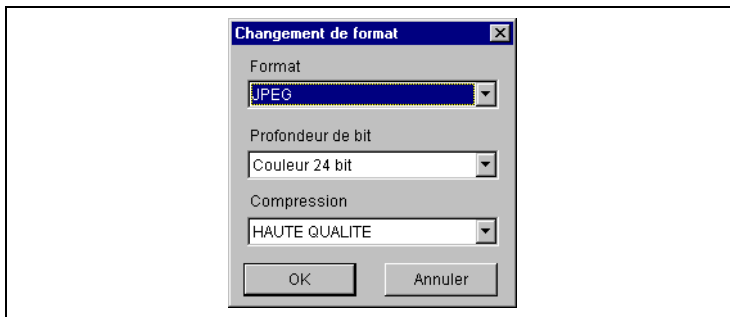 Changement de format
Format
JPEG
Profondeur de bit
Couleur 24 bit
Compression
HAUTE QUALITE
OK Annuler